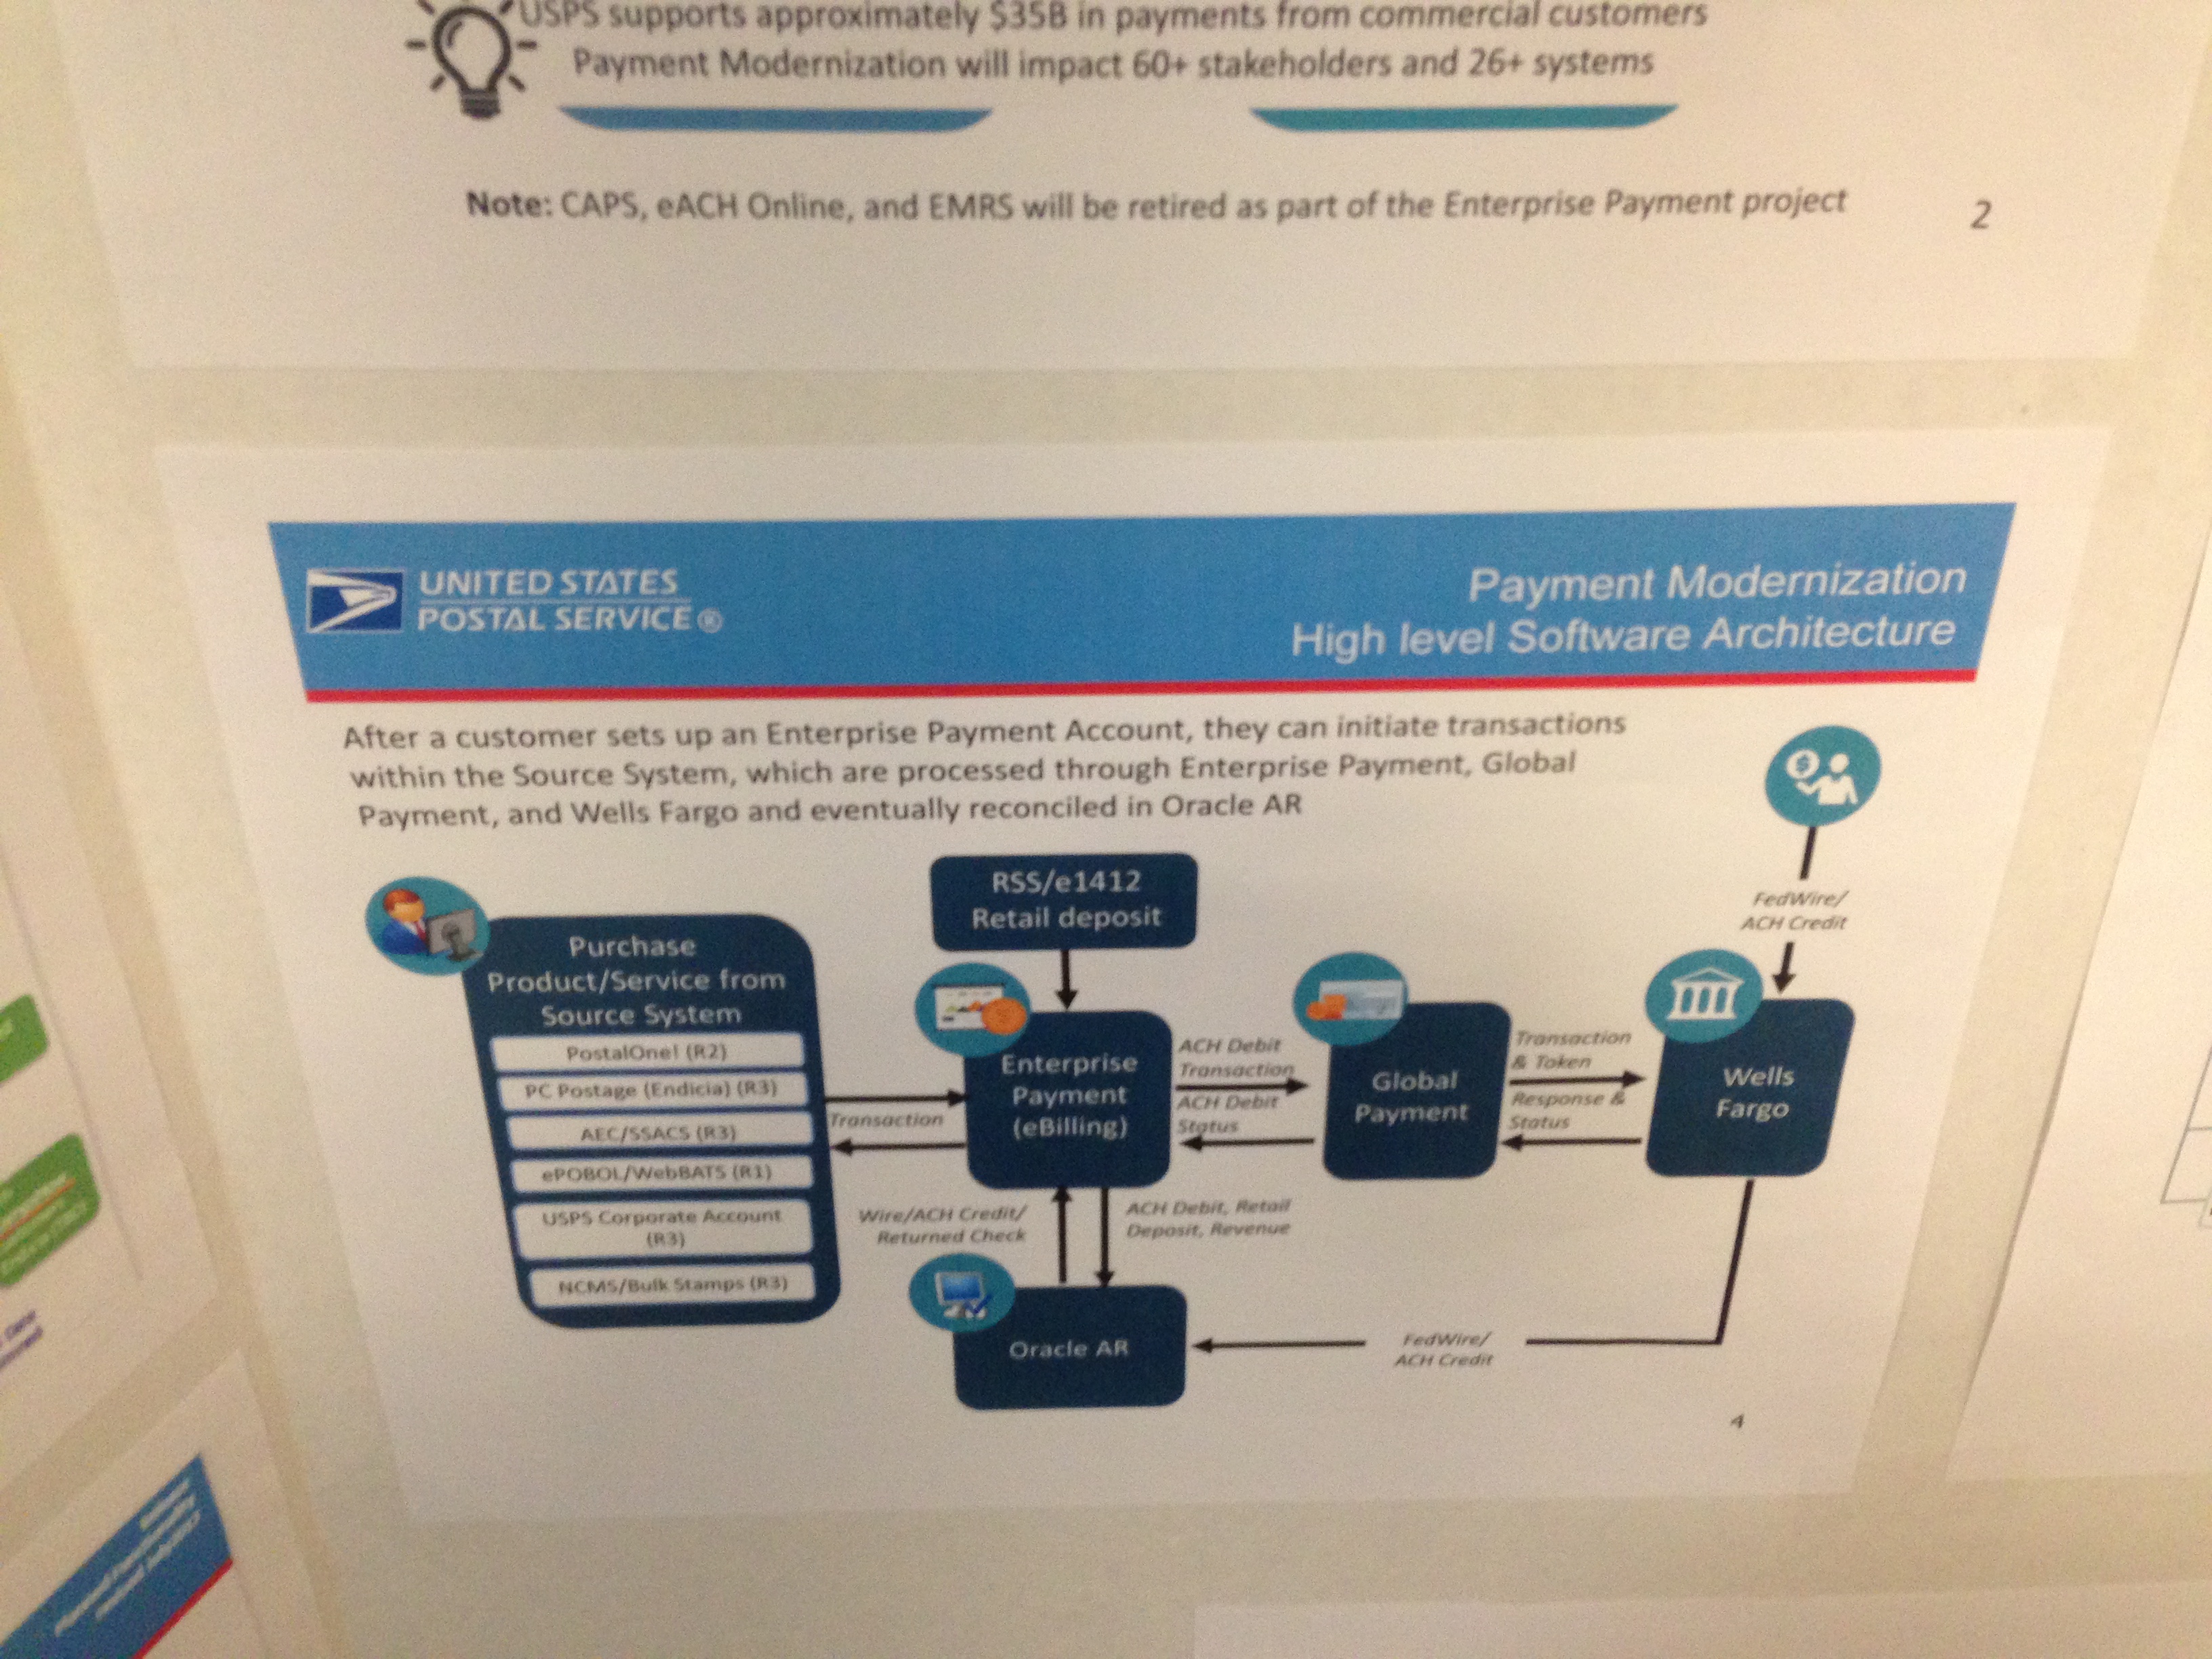 USPS supports approximately $35B in payments from commercial customers
Payment Modernization will impact 60+ stakeholders and 26+ systems
Note: CAPS, eACH Online, and EMRS will be retired as part of the Enterprise Payment project
2
UNITED STATES
POSTAL SERVICE®
Payment Modernization
High level Software Architecture
After a customer sets up an Enterprise Payment Account, they can initiate transactions
within the Source System, which are processed through Enterprise Payment, Global
Payment, and Wells Fargo and eventually reconciled in Oracle AR
$
FedWire/
ACH Credit
RSS/e1412
Retail deposit
Purchase
Product/Service from
Source System
PostalOne! (R2)
PC Postage (Endicia) (R3)
AEC/SSACS (R3)
ePOBOL/WebBATS (R1)
USPS Corporate Account
(R3)
NCMS/Bulk Stamps (R3)
Transaction
Enterprise
Payment
(eBilling)
ACH Debit
Transaction
ACH Debit
Status
Global
Payment
Transaction
& Token
Response &
Status
Wells
Fargo
Wire/ACH Credit/
Returned Check
ACH Debit, Retail
Deposit, Revenue
Oracle AR
FedWire/
ACH Credit
4